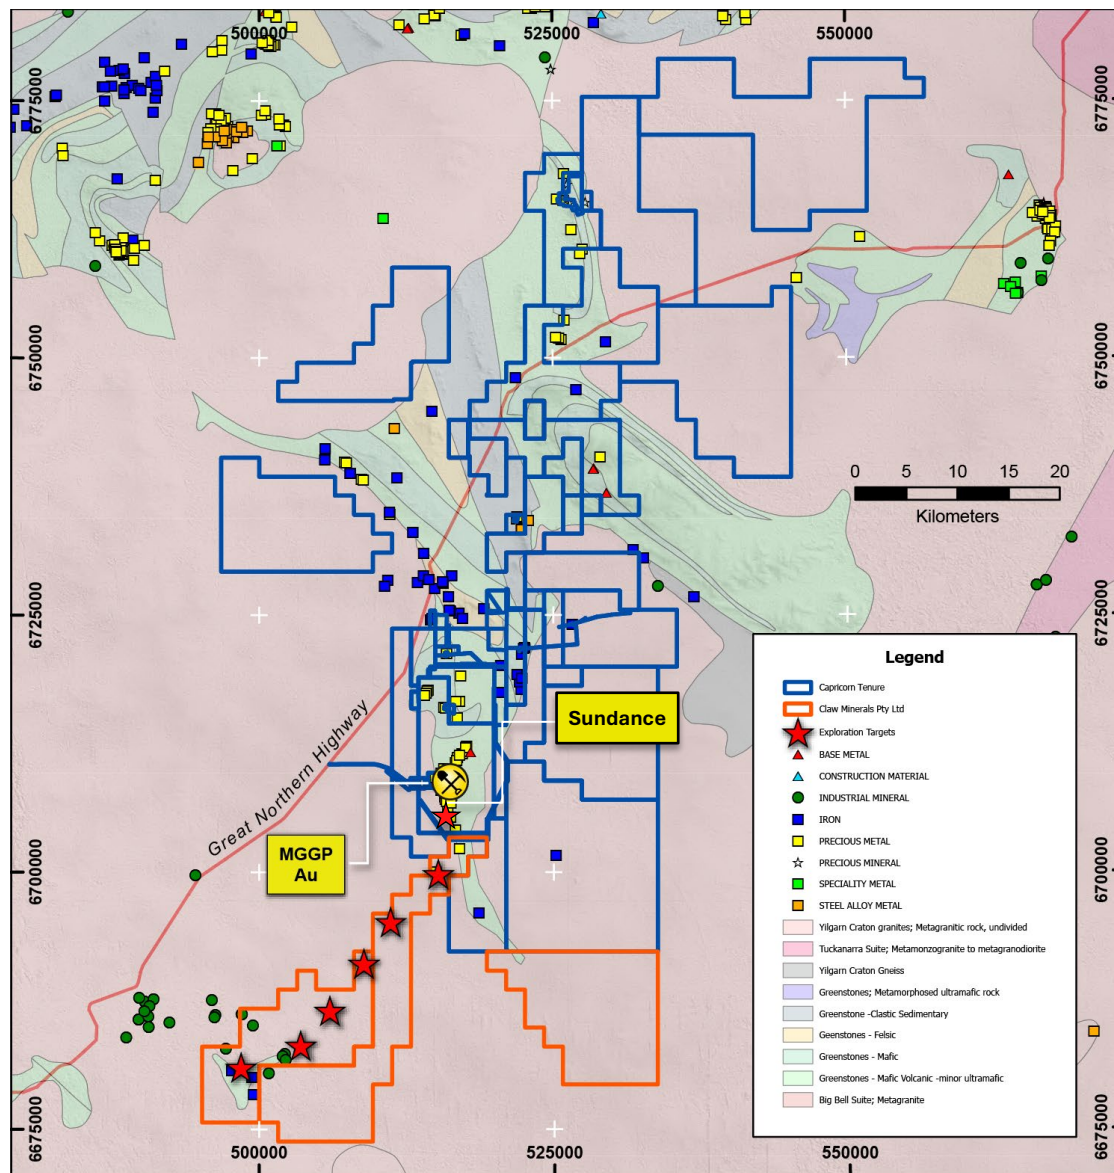 500000
525000
550000
6775000
6775000
6750000
6750000
0 5 10 15 20
Kilometers
6725000
6725000
Great Northern Highway
Sundance
MGGP
Au
6700000
6700000
6675000
6675000
500000
525000
550000
Legend
Capricorn Tenure
Claw Minerals Pty Ltd
Exploration Targets
BASE METAL
CONSTRUCTION MATERIAL
INDUSTRIAL MINERAL
IRON
PRECIOUS METAL
PRECIOUS MINERAL
SPECIALITY METAL
STEEL ALLOY METAL
Yilgarn Craton granites; Metagranitic rock, undivided
Tuckanarra Suite; Metamonzogranite to metagranodiorite
Yilgarn Craton Gneiss
Greenstones; Metamorphosed ultramafic rock
Greenstone -Clastic Sedimentary
Geenstones - Felsic
Greenstones - Mafic
Greenstones - Mafic Volcanic -minor ultramafic
Big Bell Suite; Metagranite